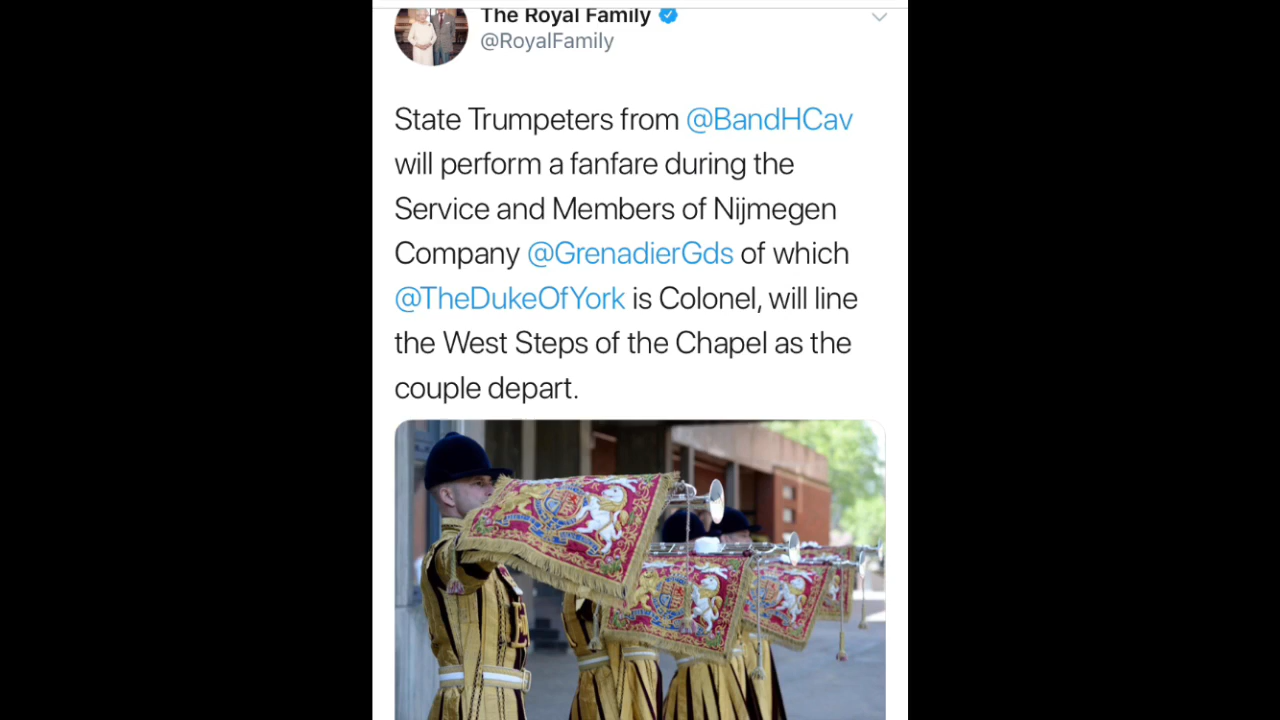 The Royal Family
@RoyalFamily
State Trumpeters from @BandHCav
will perform a fanfare during the
Service and Members of Nijmegen
Company @GrenadierGds of which
@TheDukeOfYork is Colonel, will line
the West Steps of the Chapel as the
couple depart.